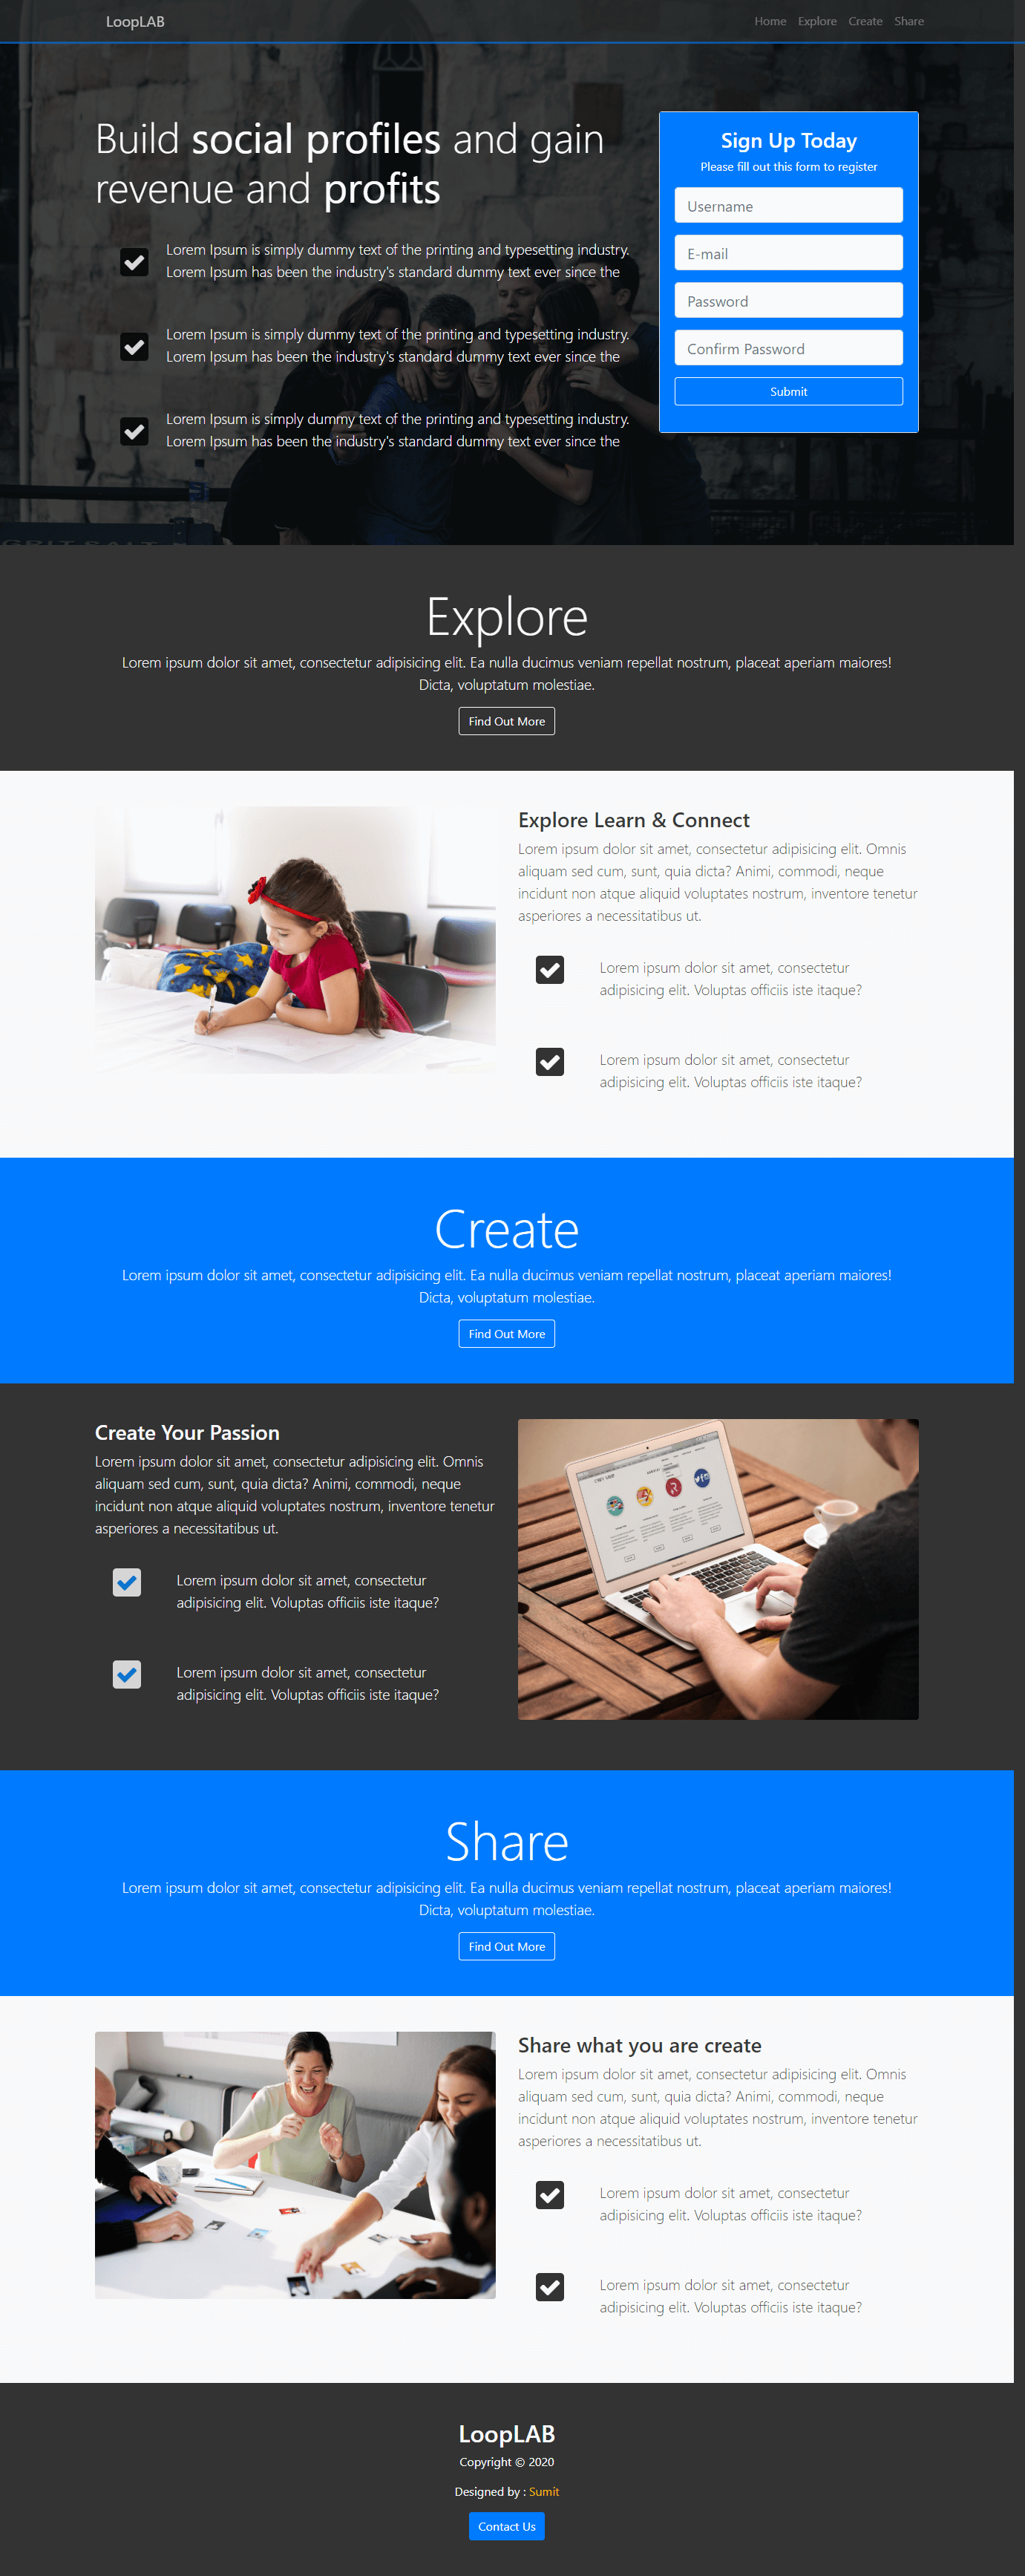 LoopLAB
Home Explore Create Share
Build social profiles and gain
revenue and profits
Lorem Ipsum is simply dummy text of the printing and typesetting industry.
Lorem Ipsum has been the industry's standard dummy text ever since the
Lorem Ipsum is simply dummy text of the printing and typesetting industry.
Lorem Ipsum has been the industry's standard dummy text ever since the
Lorem Ipsum is simply dummy text of the printing and typesetting industry.
Lorem Ipsum has been the industry's standard dummy text ever since the
Sign Up Today
Please fill out this form to register
Username
E-mail
Password
Confirm Password
Submit
GRIT SALT
Explore
Lorem ipsum dolor sit amet, consectetur adipisicing elit. Ea nulla ducimus veniam repellat nostrum, placeat aperiam maiores!
Dicta, voluptatum molestiae.
Find Out More
Explore Learn & Connect
Lorem ipsum dolor sit amet, consectetur adipisicing elit. Omnis
aliquam sed cum, sunt, quia dicta? Animi, commodi, neque
incidunt non atque aliquid voluptates nostrum, inventore tenetur
asperiores a necessitatibus ut.
Lorem ipsum dolor sit amet, consectetur
adipisicing elit. Voluptas officiis iste itaque?
Lorem ipsum dolor sit amet, consectetur
adipisicing elit. Voluptas officiis iste itaque?
Create
Lorem ipsum dolor sit amet, consectetur adipisicing elit. Ea nulla ducimus veniam repellat nostrum, placeat aperiam maiores!
Dicta, voluptatum molestiae.
Find Out More
Create Your Passion
Lorem ipsum dolor sit amet, consectetur adipisicing elit. Omnis
aliquam sed cum, sunt, quia dicta? Animi, commodi, neque
incidunt non atque aliquid voluptates nostrum, inventore tenetur
asperiores a necessitatibus ut.
Lorem ipsum dolor sit amet, consectetur
adipisicing elit. Voluptas officiis iste itaque?
Lorem ipsum dolor sit amet, consectetur
adipisicing elit. Voluptas officiis iste itaque?
Share
Lorem ipsum dolor sit amet, consectetur adipisicing elit. Ea nulla ducimus veniam repellat nostrum, placeat aperiam maiores!
Dicta, voluptatum molestiae.
Find Out More
Share what you are create
Lorem ipsum dolor sit amet, consectetur adipisicing elit. Omnis
aliquam sed cum, sunt, quia dicta? Animi, commodi, neque
incidunt non atque aliquid voluptates nostrum, inventore tenetur
asperiores a necessitatibus ut.
Lorem ipsum dolor sit amet, consectetur
adipisicing elit. Voluptas officiis iste itaque?
Lorem ipsum dolor sit amet, consectetur
adipisicing elit. Voluptas officiis iste itaque?
LoopLAB
Copyright © 2020
Designed by : Sumit
Contact Us